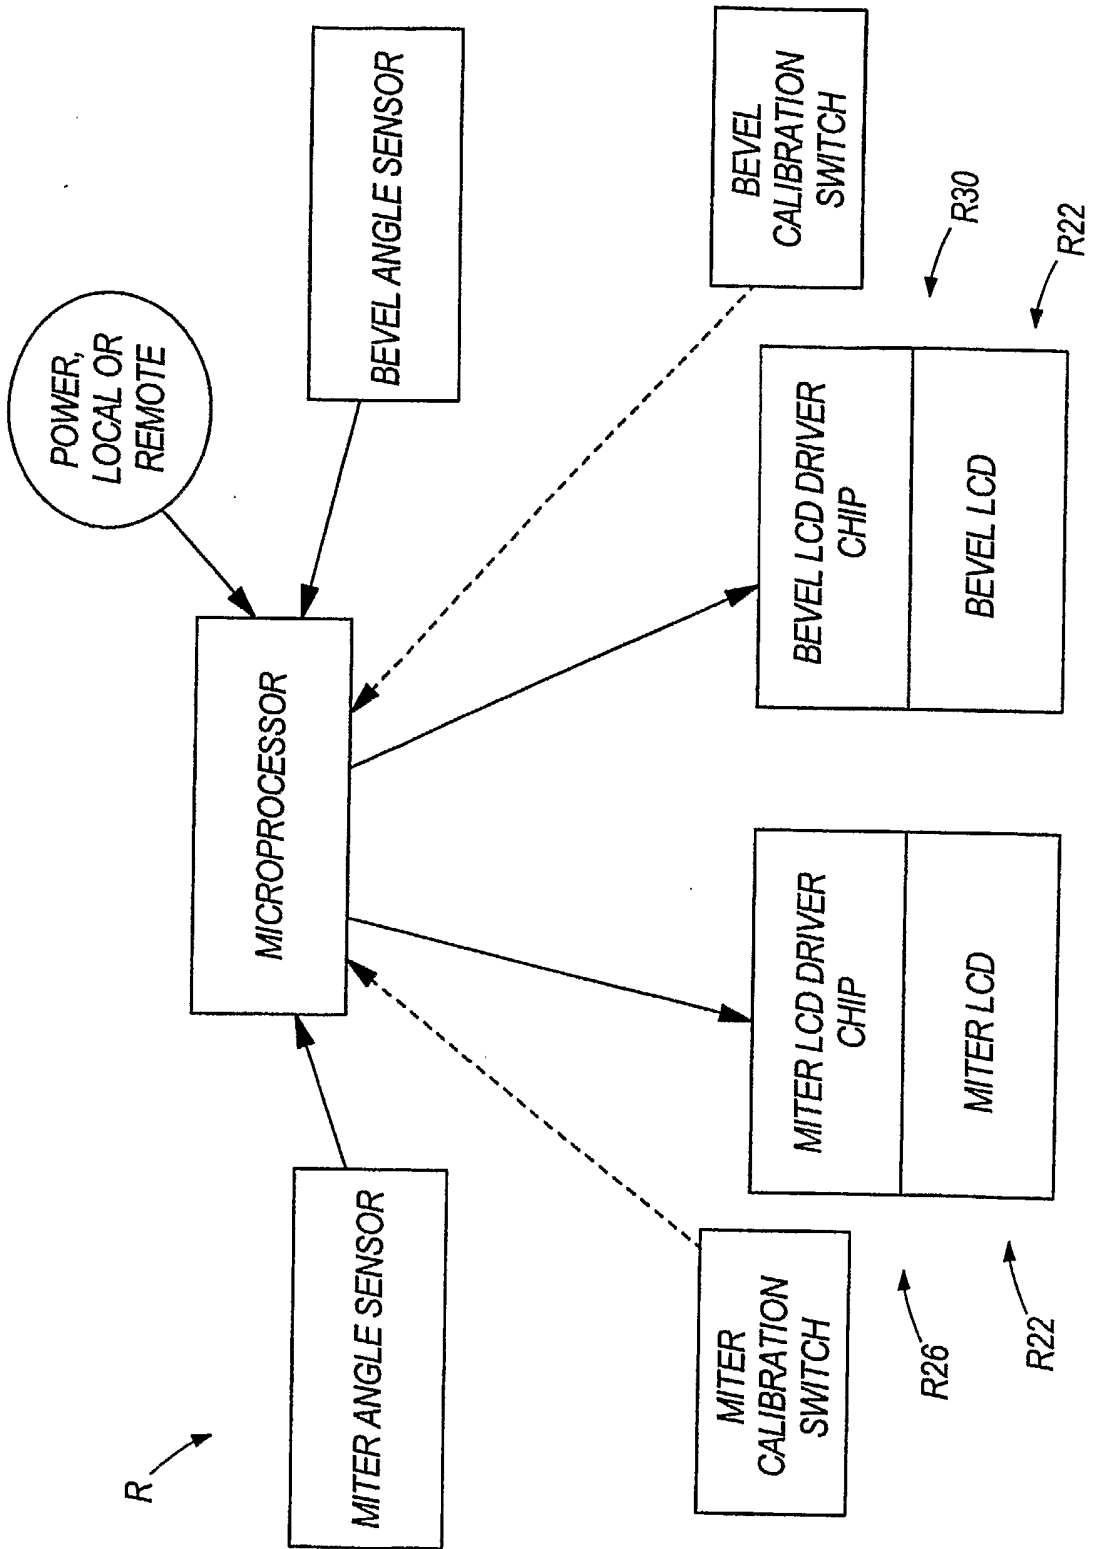 R
POWER,
LOCAL OR
REMOTE
MICROPROCESSOR
MITER ANGLE SENSOR
BEVEL ANGLE SENSOR
MITER
CALIBRATION
SWITCH
MITER LCD DRIVER
CHIP
MITER LCD
R26
R22
BEVEL LCD DRIVER
CHIP
BEVEL LCD
BEVEL
CALIBRATION
SWITCH
R30
R22